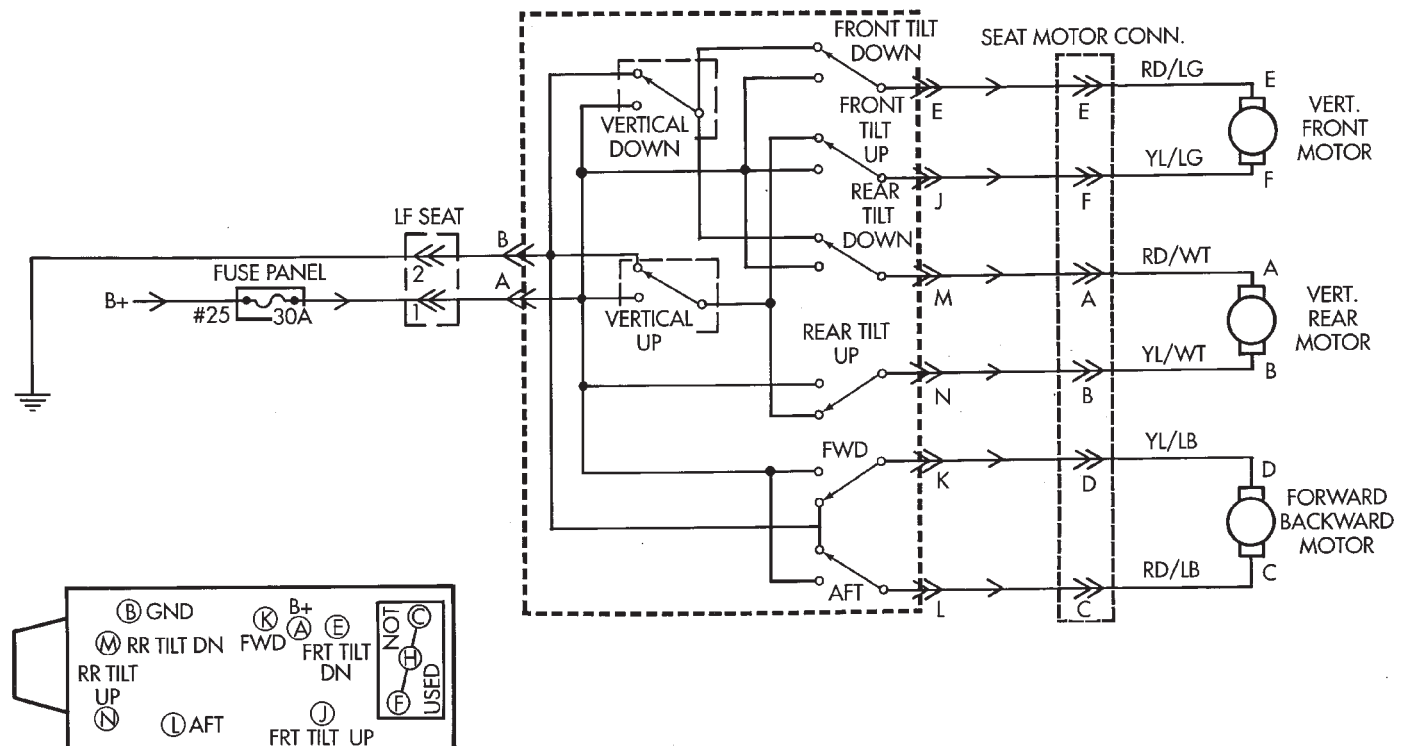 FRONT TILT
DOWN
SEAT MOTOR CONN.
RD/LG
E
VERT.
FRONT
MOTOR
VERTICAL
DOWN
FRONT
TILT
UP
E
E
YL/LG
F
REAR
TILT
DOWN
J
F
LF SEAT
B
2
A
1
FUSE PANEL
B+
#25
30A
VERTICAL
UP
RD/WT
A
M
A
VERT.
REAR
MOTOR
REAR TILT
UP
YL/WT
B
N
B
FWD
YL/LB
D
K
D
FORWARD
BACKWARD
MOTOR
AFT
RD/LB
C
L
C
B GND
K
FWD
B+
A
E
FRT TILT
DN
M RR TILT DN
RR TILT
UP
N
L AFT
J
FRT TILT UP
NOT
USED
C
H
F